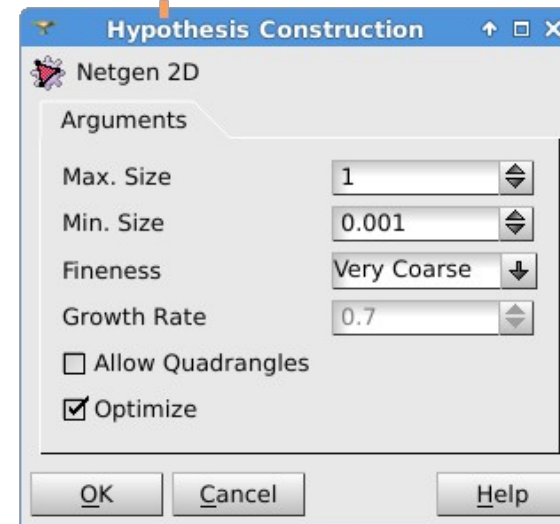 Hypothesis Construction
Netgen 2D
Arguments
Max. Size 1
Min. Size 0.001
Fineness Very Coarse
Growth Rate 0.7
Allow Quadrangles
Optimize
OK Cancel Help